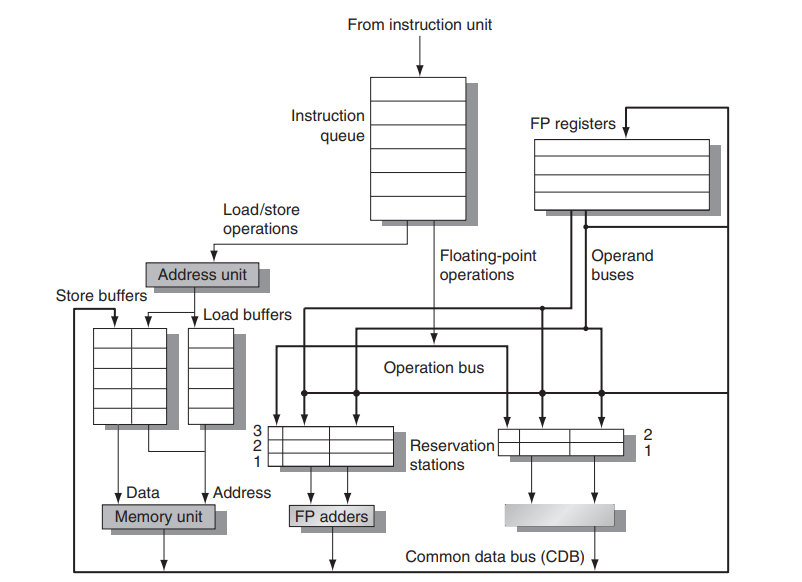 From instruction unit
Instruction
queue
FP registers
Load/store
operations
Address unit
Floating-point
operations
Operand
buses
Store buffers
Load buffers
Operation bus
3
2
1
Reservation
stations
2
1
Data
Address
Memory unit
FP adders
Common data bus (CDB)